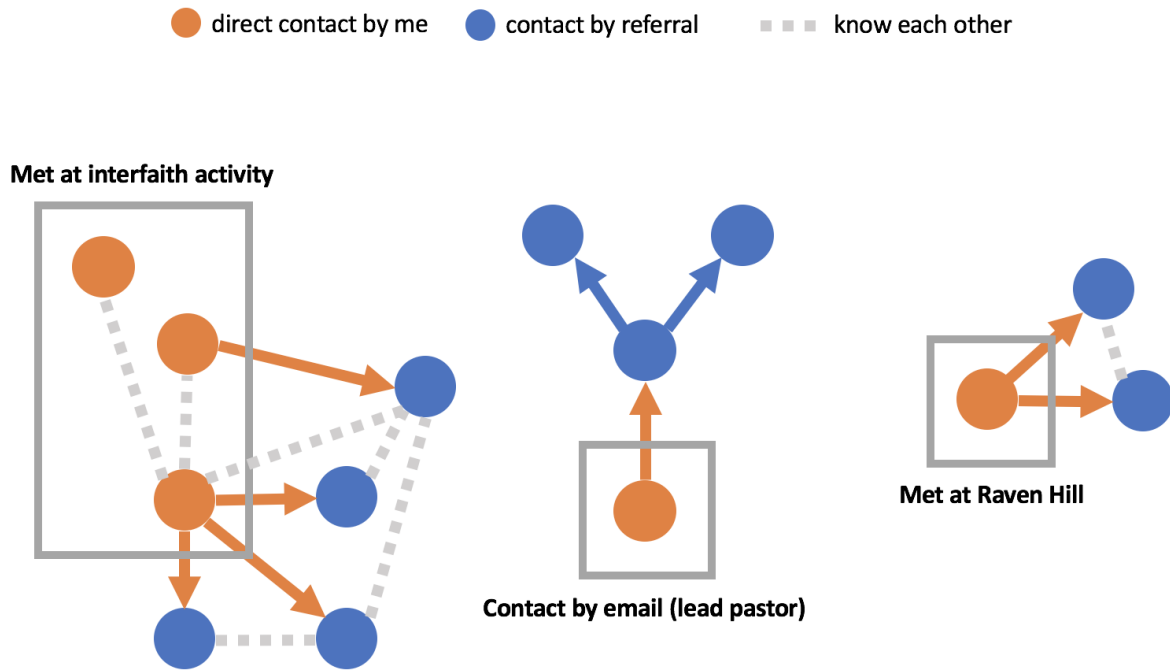 direct contact by me
contact by referral
know each other
Met at interfaith activity
Contact by email (lead pastor)
Met at Raven Hill